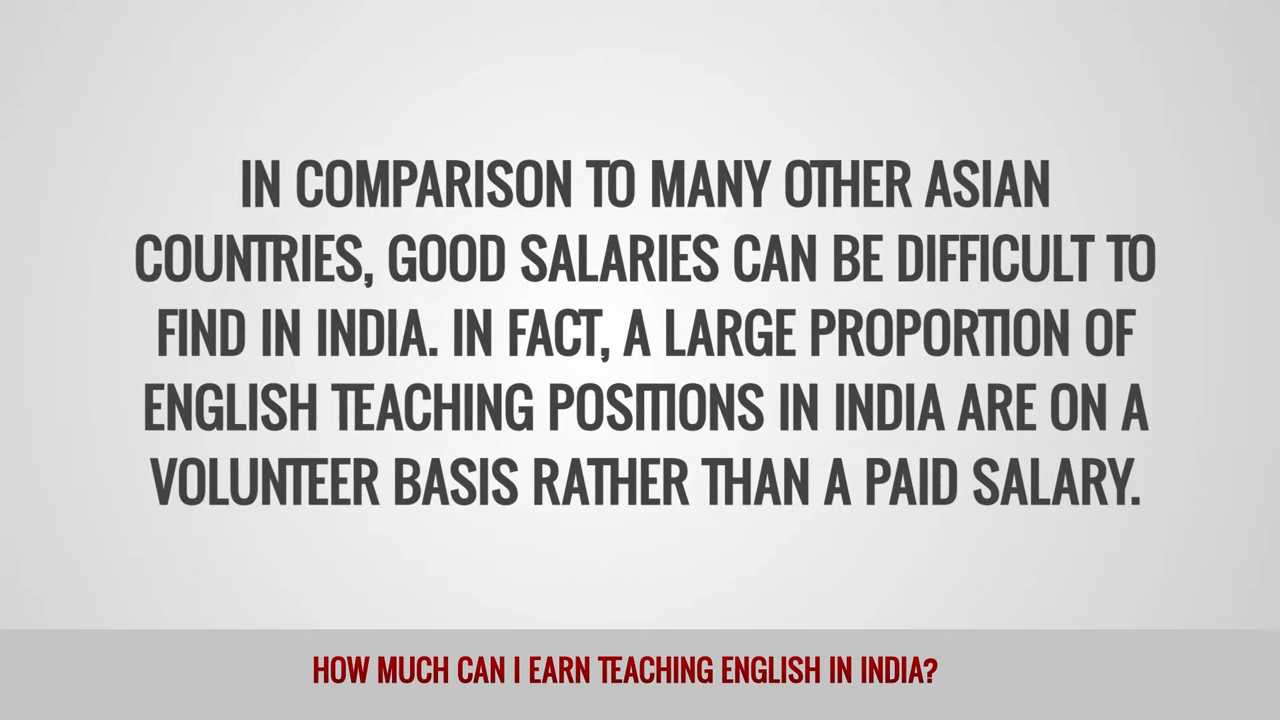 IN COMPARISON TO MANY OTHER ASIAN
COUNTRIES, GOOD SALARIES CAN BE DIFFICULT TO
FIND IN INDIA. IN FACT, A LARGE PROPORTION OF
ENGLISH TEACHING POSITIONS IN INDIA ARE ON A
VOLUNTEER BASIS RATHER THAN A PAID SALARY.
HOW MUCH CAN I EARN TEACHING ENGLISH IN INDIA?